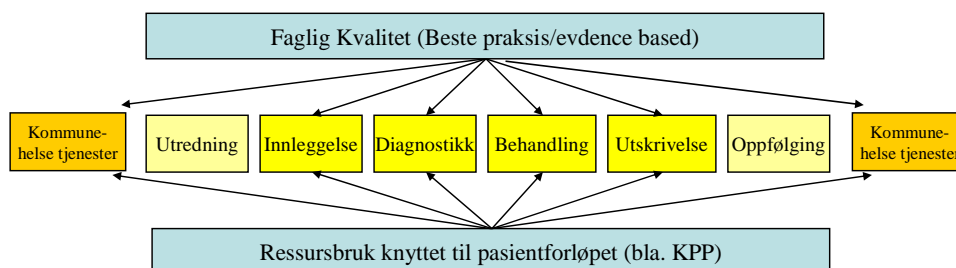 Faglig Kvalitet (Beste praksis/evdence based)
Kommune-
helse tjenester
Utredning
Innleggelse
Diagnostikk
Behandling
Utskrivelse
Oppfølging
Kommune-
helse tjenester
Ressursbruk knyttet til pasientforløpet (bla. KPP)